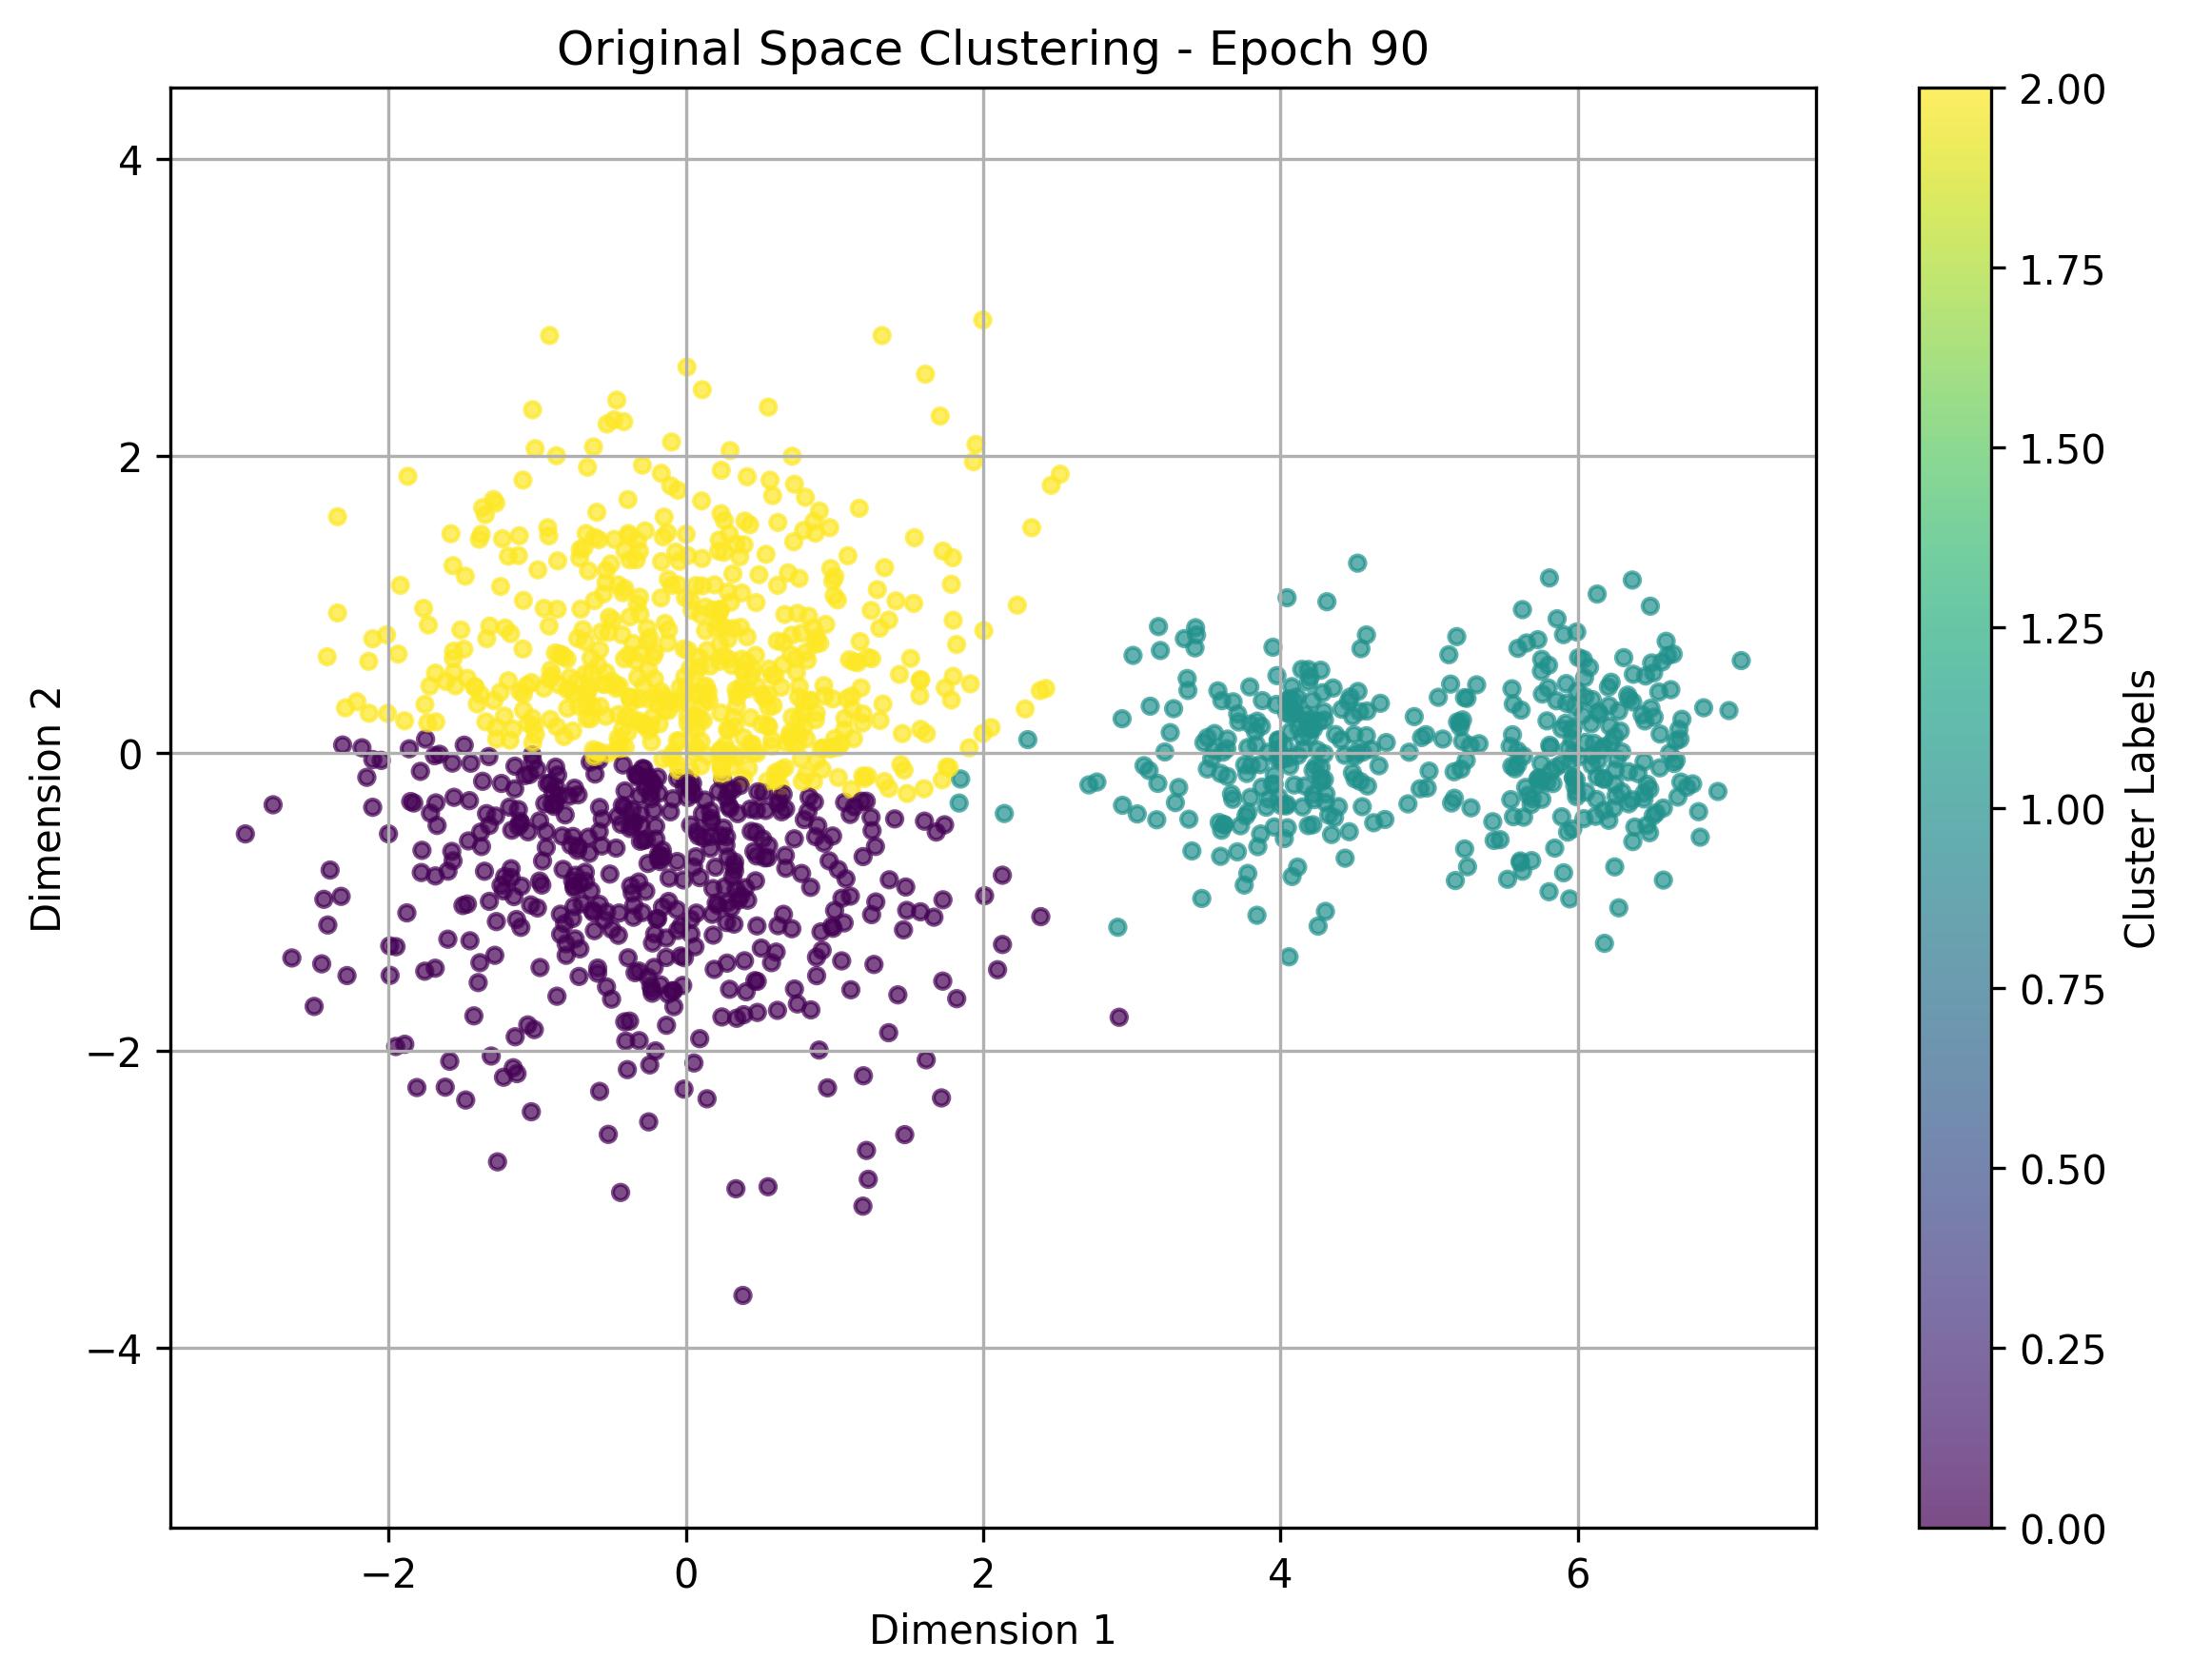 Original Space Clustering - Epoch 90
4
2
0
−2
−4
Dimension 2
−2 0 2 4 6
Dimension 1
2.00
1.75
1.50
1.25
1.00
0.75
0.50
0.25
0.00
Cluster Labels